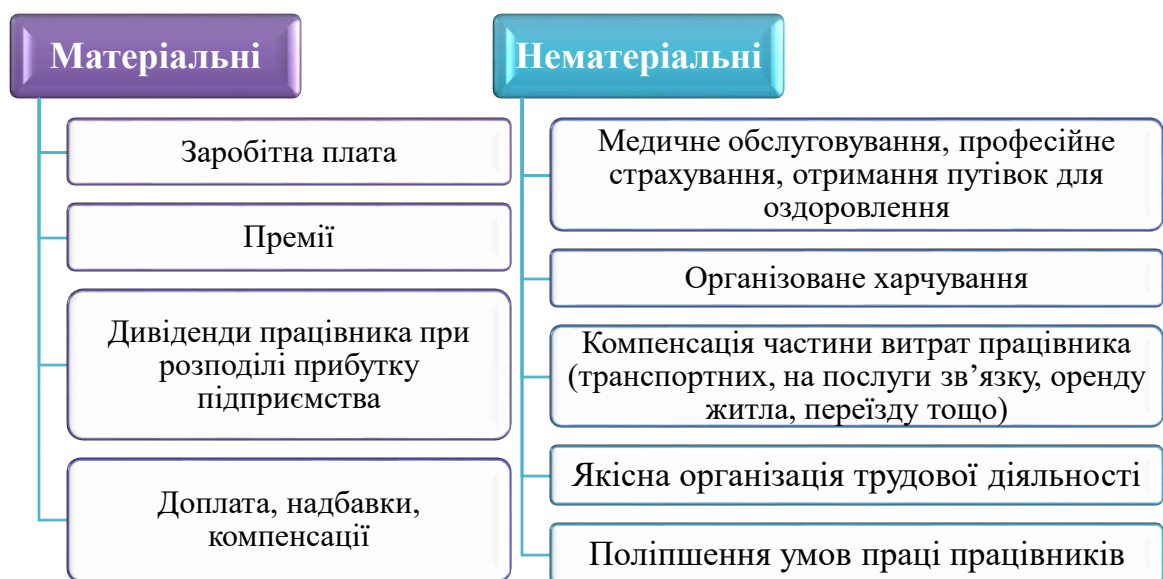 Матеріальні
Заробітна плата
Премії
Дивіденди працівника при
розподілі прибутку
підприємства
Доплата, надбавки,
компенсації
Нематеріальні
Медичне обслуговування, професійне
страхування, отримання путівок для
оздоровлення
Організоване харчування
Компенсація частини витрат працівника
(транспортних, на послуги зв’язку, оренду
житла, переїзду тощо)
Якісна організація трудової діяльності
Поліпшення умов праці працівників